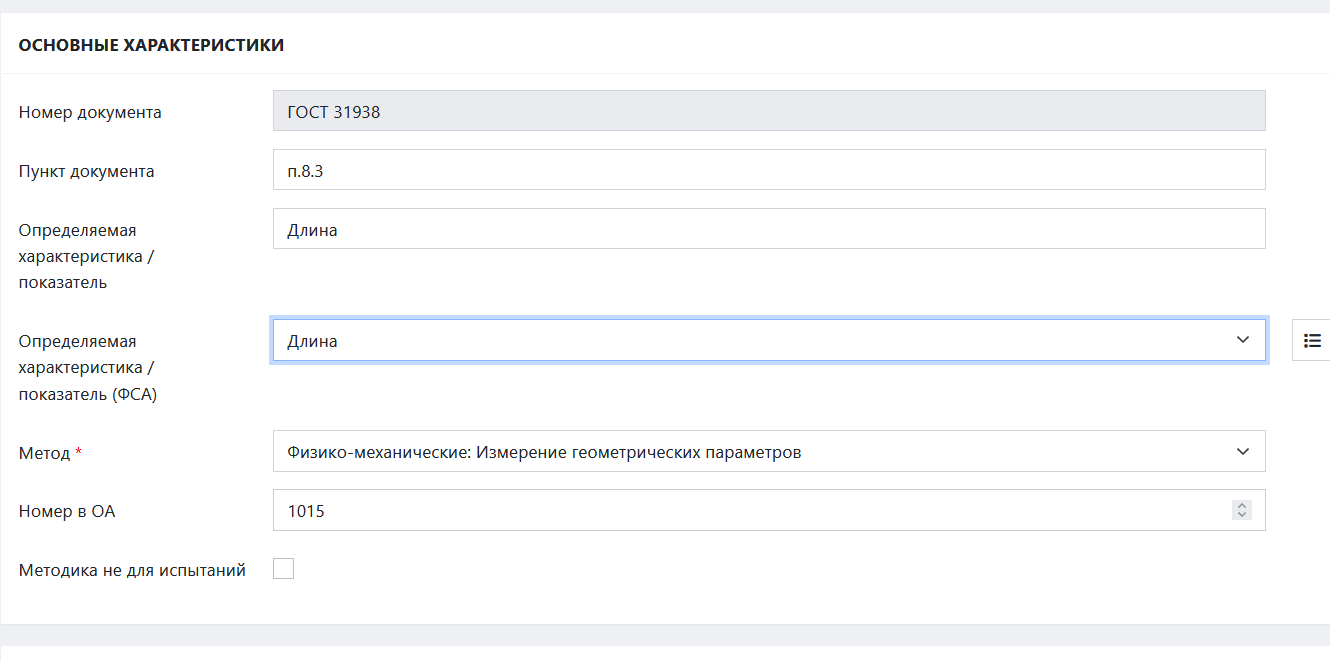 ОСНОВНЫЕ ХАРАКТЕРИСТИКИ
Номер документа
ГОСТ 31938
Пункт документа
п.8.3
Определяемая
характеристика /
показатель
Длина
Определяемая
характеристика /
показатель (ФСА)
Длина
Метод *
Физико-механические: Измерение геометрических параметров
Номер в ОА
1015
Методика не для испытаний